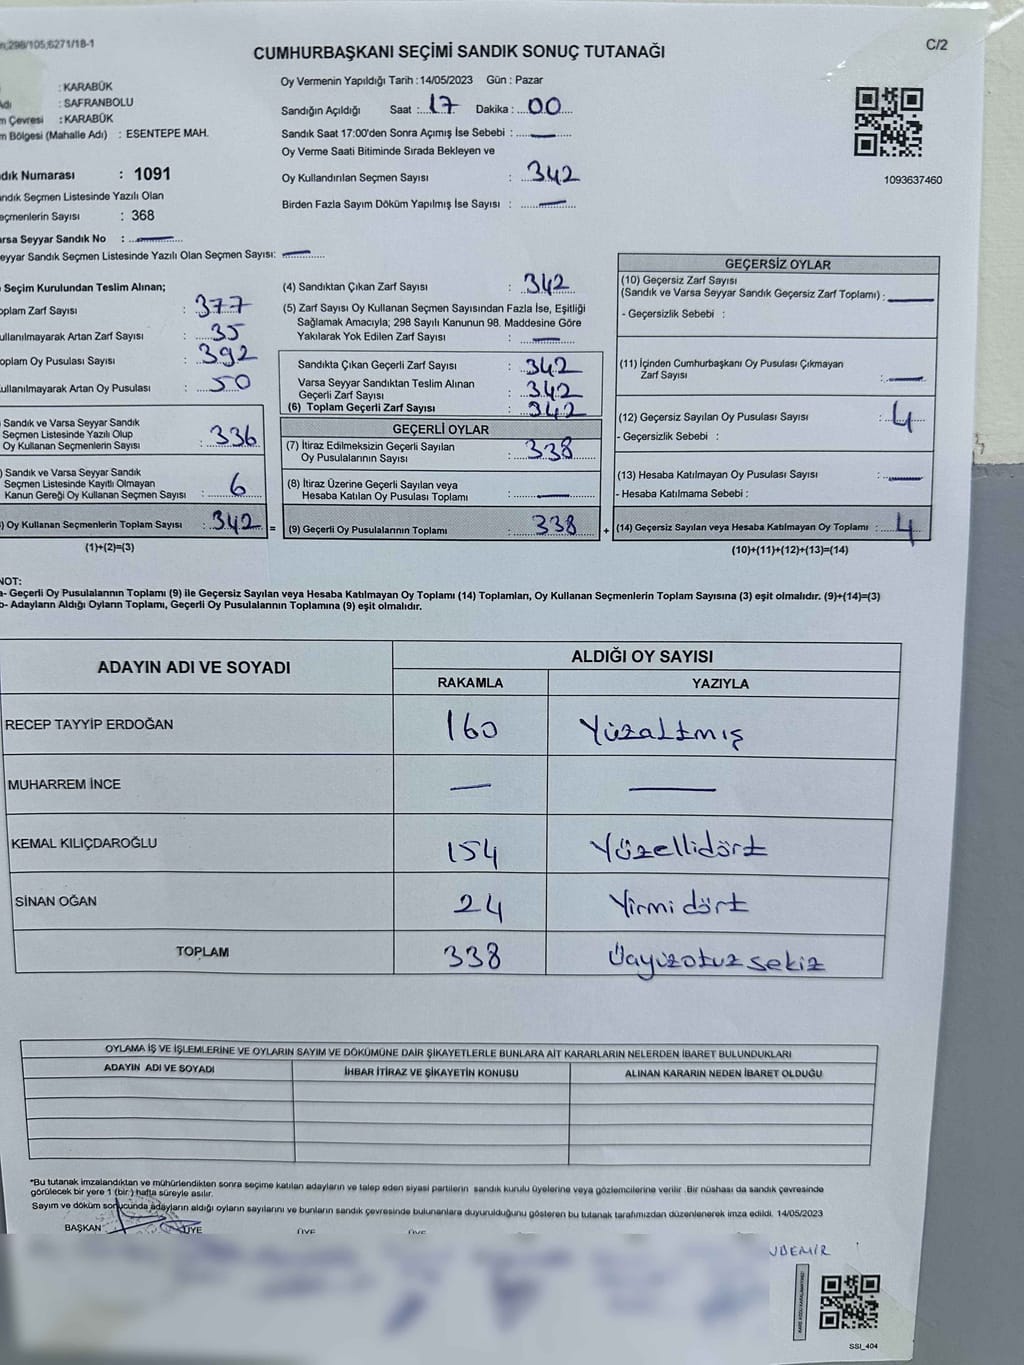 298/105;6271/18-1
C/2
CUMHURBAŞKANI SEÇİMİ SANDIK SONUÇ TUTANAĞI
: KARABÜK
: SAFRANBOLU
Çevresi : KARABÜK
Bölgesi (Mahalle Adı) : ESENTEPE MAH.
Oy Vermenin Yapıldığı Tarih : 14/05/2023 Gün : Pazar
Sandığın Açıldığı Saat : 17 Dakika : 00
Sandık Saat 17:00'den Sonra Açımış İse Sebebi : —
Oy Verme Saati Bitiminde Sırada Bekleyen ve
Oy Kullandırılan Seçmen Sayısı : 342
Birden Fazla Sayım Döküm Yapılmış İse Sayısı : —
1093637460
dık Numarası : 1091
ndık Seçmen Listesinde Yazılı Olan
eçmenlerin Sayısı : 368
arsa Seyyar Sandık No : —
eyyar Sandık Seçmen Listesinde Yazılı Olan Seçmen Sayısı: —
Seçim Kurulundan Teslim Alınan;
oplam Zarf Sayısı : 377
ullanılmayarak Artan Zarf Sayısı : 35
oplam Oy Pusulası Sayısı : 392
ullanılmayarak Artan Oy Pusulası : 50
Sandık ve Varsa Seyyar Sandık
Seçmen Listesinde Yazılı Olup
Oy Kullanan Seçmenlerin Sayısı : 336
) Sandık ve Varsa Seyyar Sandık
Seçmen Listesinde Kayıtlı Olmayan
Kanun Gereği Oy Kullanan Seçmen Sayısı : 6
) Oy Kullanan Seçmenlerin Toplam Sayısı : 342 =
(1)+(2)=(3)
(4) Sandıktan Çıkan Zarf Sayısı : 342
(5) Zarf Sayısı Oy Kullanan Seçmen Sayısından Fazla İse, Eşitliği
Sağlamak Amacıyla; 298 Sayılı Kanunun 98. Maddesine Göre
Yakılarak Yok Edilen Zarf Sayısı : —
Sandıkta Çıkan Geçerli Zarf Sayısı : 342
Varsa Seyyar Sandıktan Teslim Alınan
Geçerli Zarf Sayısı : 342
(6) Toplam Geçerli Zarf Sayısı : 342
GEÇERLİ OYLAR
(7) İtiraz Edilmeksizin Geçerli Sayılan
Oy Pusulalarının Sayısı : 338
(8) İtiraz Üzerine Geçerli Sayılan veya
Hesaba Katılan Oy Pusulası Toplamı : —
(9) Geçerli Oy Pusulalarının Toplamı : 338 +
GEÇERSİZ OYLAR
(10) Geçersiz Zarf Sayısı
(Sandık ve Varsa Seyyar Sandık Geçersiz Zarf Toplamı) : —
- Geçersizlik Sebebi :
(11) İçinden Cumhurbaşkanı Oy Pusulası Çıkmayan
Zarf Sayısı : —
(12) Geçersiz Sayılan Oy Pusulası Sayısı : 4
- Geçersizlik Sebebi :
(13) Hesaba Katılmayan Oy Pusulası Sayısı : —
- Hesaba Katılmama Sebebi :
(14) Geçersiz Sayılan veya Hesaba Katılmayan Oy Toplamı : 4
(10)+(11)+(12)+(13)=(14)
NOT:
a- Geçerli Oy Pusulalarının Toplamı (9) ile Geçersiz Sayılan veya Hesaba Katılmayan Oy Toplamı (14) Toplamları, Oy Kullanan Seçmenlerin Toplam Sayısına (3) eşit olmalıdır. (9)+(14)=(3)
b- Adayların Aldığı Oyların Toplamı, Geçerli Oy Pusulalarının Toplamına (9) eşit olmalıdır.
ADAYIN ADI VE SOYADI ALDIĞI OY SAYISI
RAKAMLA YAZIYLA
RECEP TAYYİP ERDOĞAN 160 Yüzaltmış
MUHARREM İNCE — —
KEMAL KILIÇDAROĞLU 154 Yüzellidört
SİNAN OĞAN 24 Yirmi dört
TOPLAM 338 Üçyüzotuz sekiz
OYLAMA İŞ VE İŞLEMLERİNE VE OYLARIN SAYIM VE DÖKÜMÜNE DAİR ŞİKAYETLERLE BUNLARA AİT KARARLARIN NELERDEN İBARET BULUNDUKLARI
ADAYIN ADI VE SOYADI İHBAR İTİRAZ VE ŞİKAYETİN KONUSU ALINAN KARARIN NEDEN İBARET OLDUĞU
*Bu tutanak imzalandıktan ve mühürlendikten sonra seçime katılan adayların ve talep eden siyasi partilerin sandık kurulu üyelerine veya gözlemcilerine verilir. Bir nüshası da sandık çevresinde
görülecek bir yere 1 (bir) hafta süreyle asılır.
Sayım ve döküm sonucunda adayların aldığı oyların sayılarını ve bunların sandık çevresinde bulunanlara duyurulduğunu gösteren bu tutanak tarafımızdan düzenlenerek imza edildi. 14/05/2023
BAŞKAN ÜYE ÜYE ÜYE
UDEMİR
SSİ_404